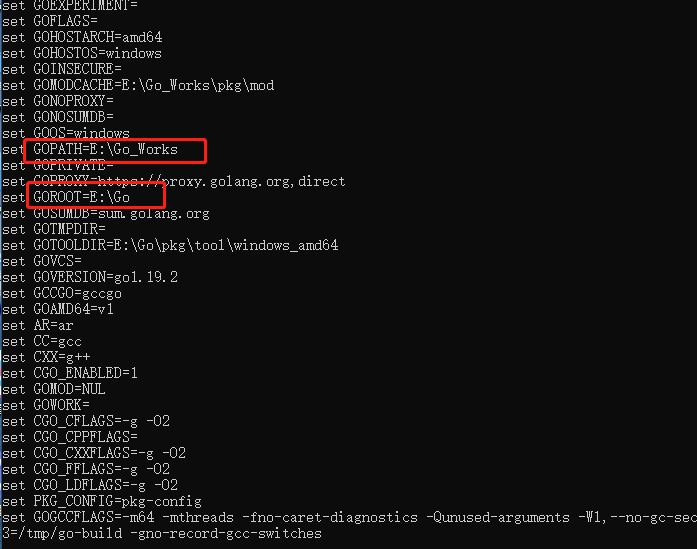 set GOEXPERIMENT=
set GOFLAGS=
set GOHOSTARCH=amd64
set GOHOSTOS=windows
set GOINSECURE=
set GOMODCACHE=E:\Go_Works\pkg\mod
set GONOPROXY=
set GONOSUMDB=
set GOOS=windows
set GOPATH=E:\Go_Works
set GOPRIVATE=
set GOPROXY=https://proxy.golang.org,direct
set GOROOT=E:\Go
set GOSUMDB=sum.golang.org
set GOTMPDIR=
set GOTOOLDIR=E:\Go\pkg\tool\windows_amd64
set GOVCS=
set GOVERSION=go1.19.2
set GCCGO=gccgo
set GOAMD64=v1
set AR=ar
set CC=gcc
set CXX=g++
set CGO_ENABLED=1
set GOMOD=NUL
set GOWORK=
set CGO_CFLAGS=-g -O2
set CGO_CPPFLAGS=
set CGO_CXXFLAGS=-g -O2
set CGO_FFLAGS=-g -O2
set CGO_LDFLAGS=-g -O2
set PKG_CONFIG=pkg-config
set GOGCCFLAGS=-m64 -mthreads -fno-caret-diagnostics -Qunused-arguments -Wl,--no-gc-sec
3=/tmp/go-build -gno-record-gcc-switches